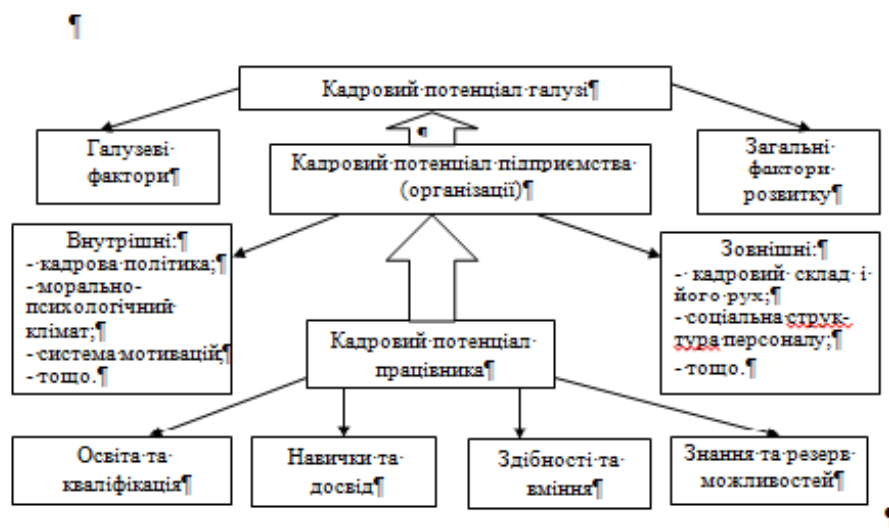 Кадровий потенціал галузі¶
Галузеві
фактори¶
¶
Загальні
фактори
розвитку¶
Кадровий потенціал підприємства
(організації)¶
Внутрішні:¶
- кадрова політика;¶
- морально-
психологічний
клімат;¶
- система мотивацій;¶
- тощо.¶
Зовнішні:¶
- кадровий склад і
його рух;¶
- соціальна струк-
тура персоналу;¶
- тощо.¶
Кадровий потенціал
працівника¶
Освіта та
кваліфікація¶
Навички та
досвід¶
Здібності та
вміння¶
Знання та резерв
можливостей¶